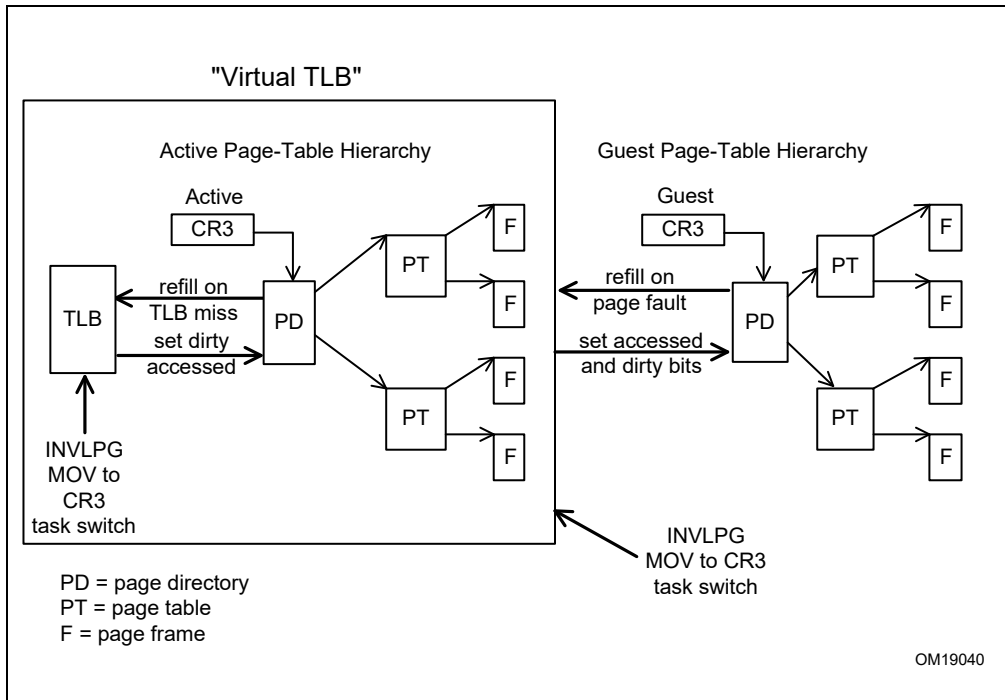 "Virtual TLB"
Active Page-Table Hierarchy
Guest Page-Table Hierarchy
Active
CR3
F
PT
F
refill on
TLB miss
TLB
PD
set dirty
accessed
F
PT
F
INVLPG
MOV to
CR3
task switch
Guest
CR3
F
PT
F
refill on
page fault
PD
set accessed
and dirty bits
F
PT
F
INVLPG
MOV to CR3
task switch
PD = page directory
PT = page table
F = page frame
OM19040